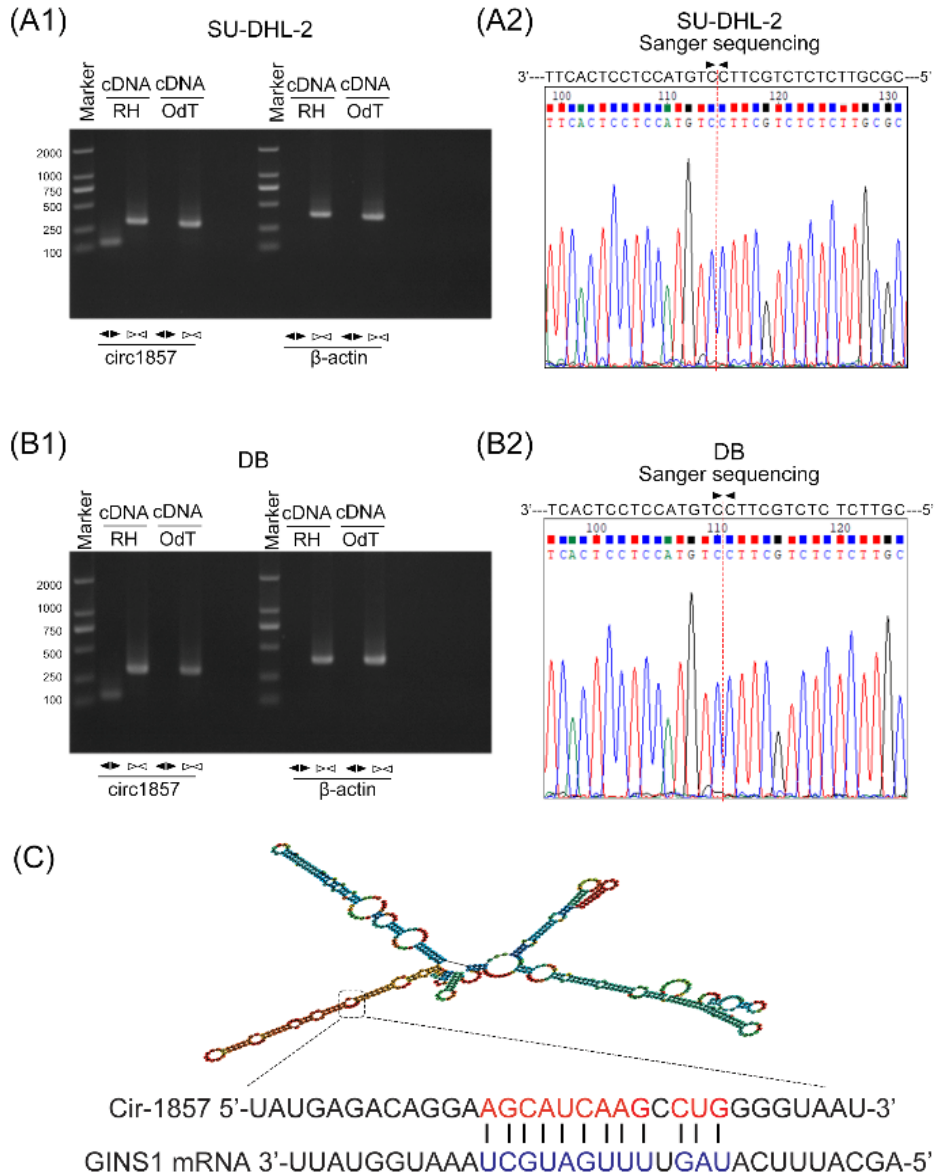 (A1)
SU-DHL-2
Marker
cDNA cDNA
RH OdT
Marker
cDNA cDNA
RH OdT
2000
1000
750
500
250
100
circ1857
β-actin
(A2)
SU-DHL-2
Sanger sequencing
3'---TTCACTCCTCCATGTCCTTCGTCTCTCTTGCGC---5'
100 110 120 130
TTCACTCCTCCATGTCCTTCGTCTCTCTTGCGC
(B1)
DB
Marker
cDNA cDNA
RH OdT
Marker
cDNA cDNA
RH OdT
2000
1000
750
500
250
100
circ1857
β-actin
(B2)
DB
Sanger sequencing
3'---TCACTCCTCCATGTCCTTCGTCTC TCTTGC---5'
100 110 120
TCACTCCTCCATGTCCTTCGTCTCTCTTGC
(C)
Cir-1857 5'-UAUGAGACAGGAAGCAUCAAGCCUGGGGUAAU-3'
GINS1 mRNA 3'-UUAUGGUAAAUCGUAGUUUUGAUACUUUACGA-5'